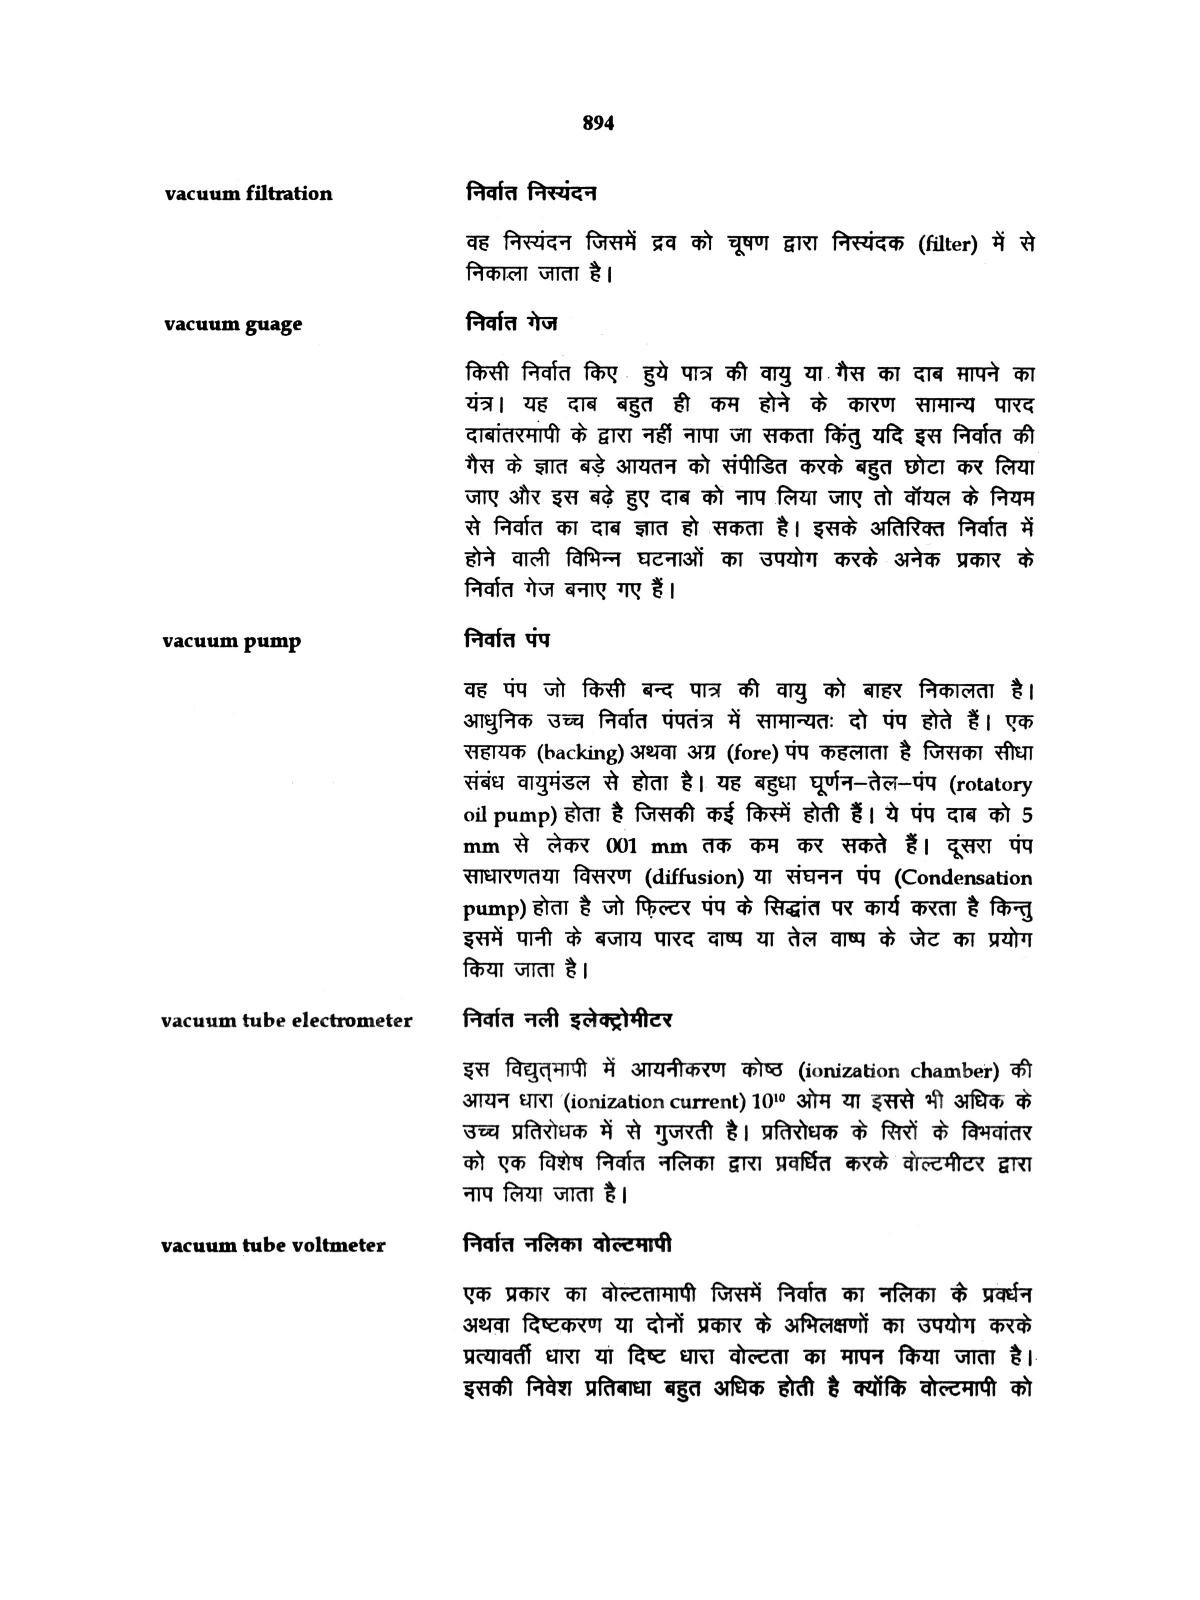 894
vacuum filtration निर्वात निस्यंदन
वह निस्यंदन जिसमें द्रव को चूषण द्वारा निस्यंदक (filter) में से
निकाला जाता है।
vacuum guage निर्वात गेज
किसी निर्वात किए हुये पात्र की वायु या गैस का दाब मापने का
यंत्र। यह दाब बहुत ही कम होने के कारण सामान्य पारद
दाबांतरमापी के द्वारा नहीं नापा जा सकता किंतु यदि इस निर्वात की
गैस के ज्ञात बड़े आयतन को संपीडित करके बहुत छोटा कर लिया
जाए और इस बढ़े हुए दाब को नाप लिया जाए तो वॉयल के नियम
से निर्वात का दाब ज्ञात हो सकता है। इसके अतिरिक्त निर्वात में
होने वाली विभिन्न घटनाओं का उपयोग करके अनेक प्रकार के
निर्वात गेज बनाए गए हैं।
vacuum pump निर्वात पंप
वह पंप जो किसी बन्द पात्र की वायु को बाहर निकालता है।
आधुनिक उच्च निर्वात पंपतंत्र में सामान्यतः दो पंप होते हैं। एक
सहायक (backing) अथवा अग्र (fore) पंप कहलाता है जिसका सीधा
संबंध वायुमंडल से होता है। यह बहुधा घूर्णन–तेल–पंप (rotatory
oil pump) होता है जिसकी कई किस्में होती हैं। ये पंप दाब को 5
mm से लेकर 001 mm तक कम कर सकते हैं। दूसरा पंप
साधारणतया विसरण (diffusion) या संघनन पंप (Condensation
pump) होता है जो फ़िल्टर पंप के सिद्धांत पर कार्य करता है किन्तु
इसमें पानी के बजाय पारद वाष्प या तेल वाष्प के जेट का प्रयोग
किया जाता है।
vacuum tube electrometer निर्वात नली इलेक्ट्रोमीटर
इस विद्युत्‌मापी में आयनीकरण कोष्ठ (ionization chamber) की
आयन धारा (ionization current) 10¹⁰ ओम या इससे भी अधिक के
उच्च प्रतिरोधक में से गुजरती है। प्रतिरोधक के सिरों के विभवांतर
को एक विशेष निर्वात नलिका द्वारा प्रवर्धित करके वोल्टमीटर द्वारा
नाप लिया जाता है।
vacuum tube voltmeter निर्वात नलिका वोल्टमापी
एक प्रकार का वोल्टतामापी जिसमें निर्वात का नलिका के प्रवर्धन
अथवा दिष्टकरण या दोनों प्रकार के अभिलक्षणों का उपयोग करके
प्रत्यावर्ती धारा या दिष्ट धारा वोल्टता का मापन किया जाता है।
इसकी निवेश प्रतिबाधा बहुत अधिक होती है क्योंकि वोल्टमापी को